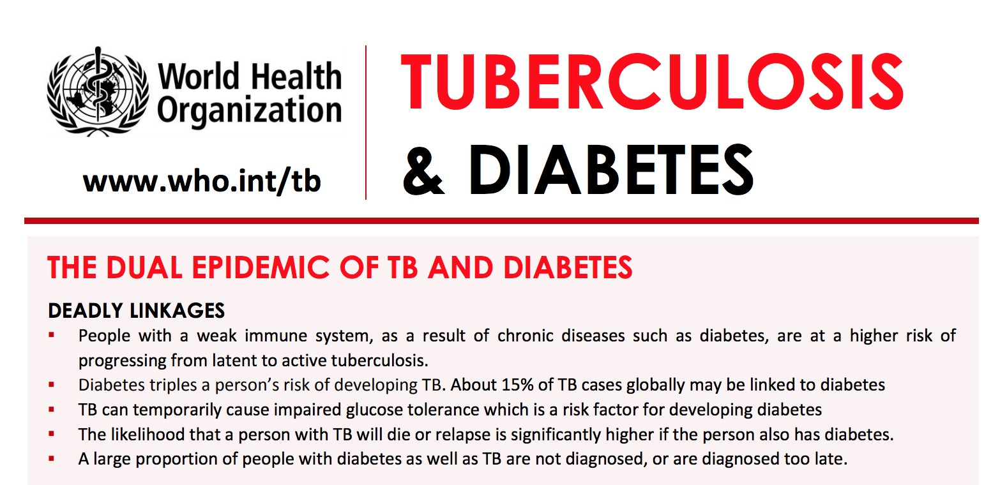 World Health
Organization
www.who.int/tb
TUBERCULOSIS
& DIABETES
THE DUAL EPIDEMIC OF TB AND DIABETES
DEADLY LINKAGES
▪ People with a weak immune system, as a result of chronic diseases such as diabetes, are at a higher risk of
progressing from latent to active tuberculosis.
▪ Diabetes triples a person’s risk of developing TB. About 15% of TB cases globally may be linked to diabetes
▪ TB can temporarily cause impaired glucose tolerance which is a risk factor for developing diabetes
▪ The likelihood that a person with TB will die or relapse is significantly higher if the person also has diabetes.
▪ A large proportion of people with diabetes as well as TB are not diagnosed, or are diagnosed too late.